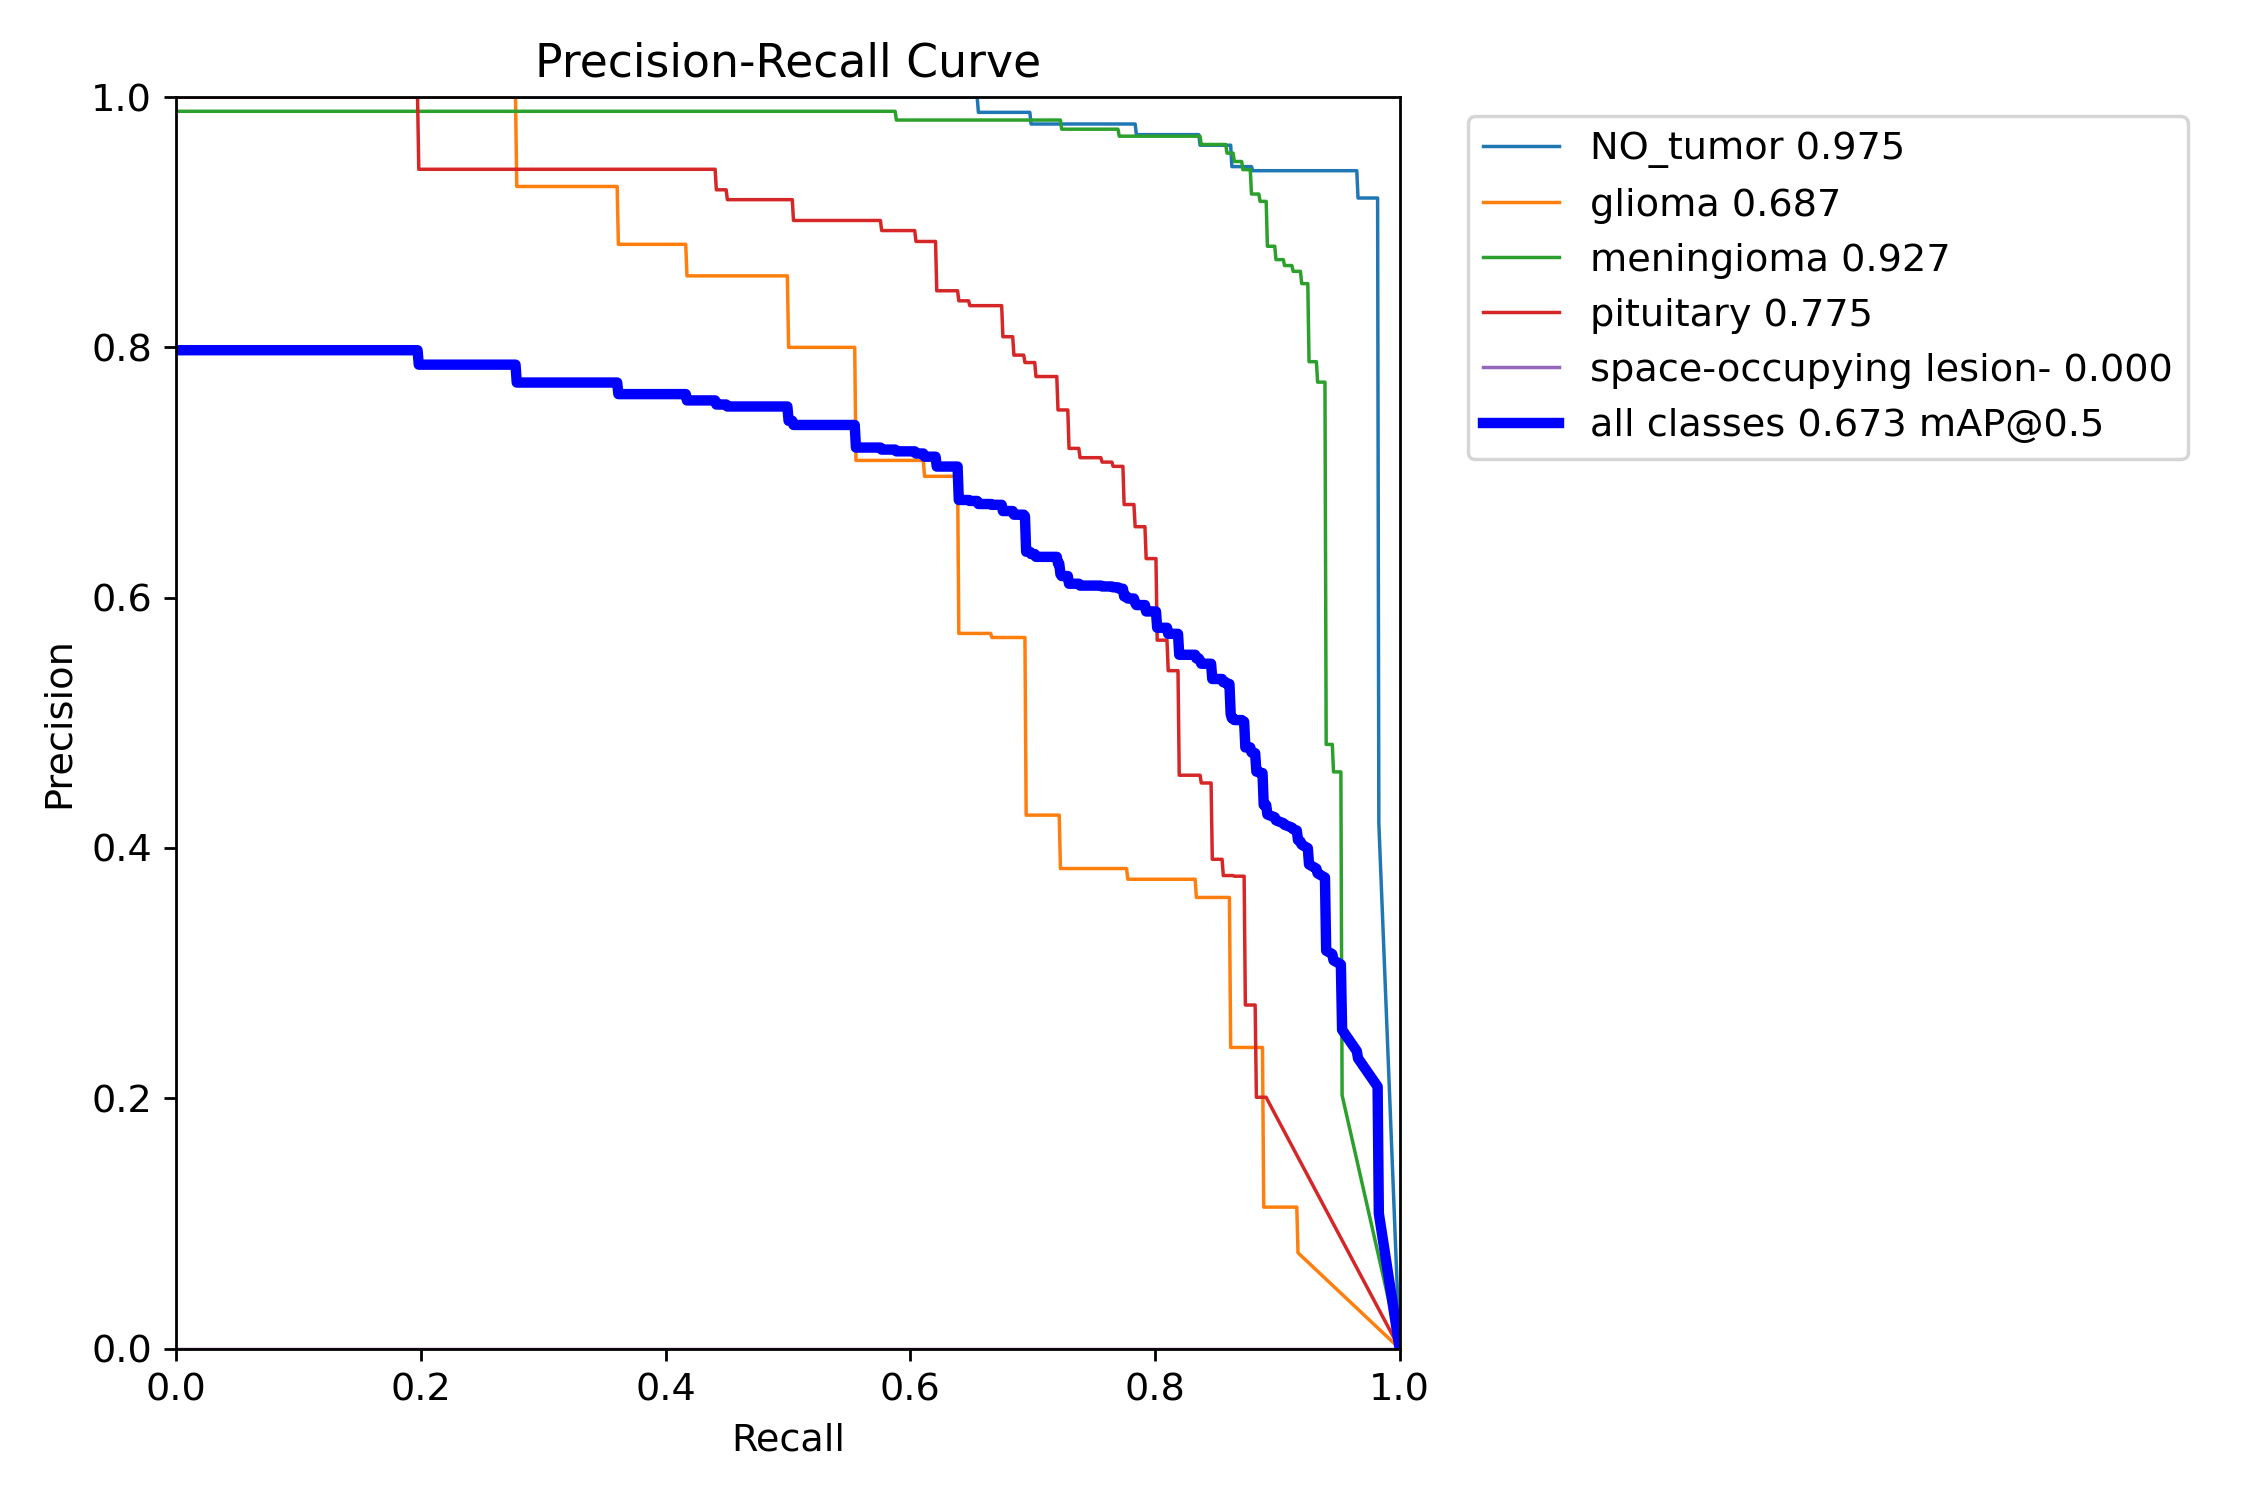 Precision-Recall Curve
1.0
0.8
0.6
0.4
0.2
0.0
Precision
0.0 0.2 0.4 0.6 0.8 1.0
Recall
NO_tumor 0.975
glioma 0.687
meningioma 0.927
pituitary 0.775
space-occupying lesion- 0.000
all classes 0.673 mAP@0.5